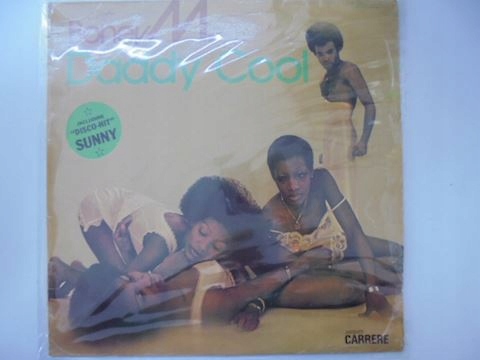 Boney M
Daddy Cool
INCLUDING
"DISCO-HIT"
SUNNY
CARRERE